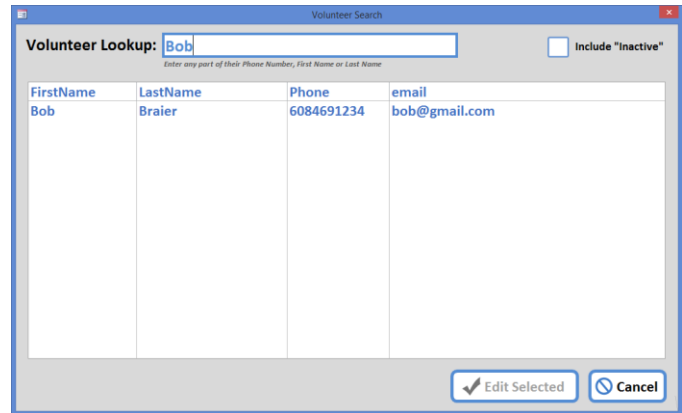 Volunteer Search
Volunteer Lookup: Bob
Include "Inactive"
Enter any part of their Phone Number, First Name or Last Name
FirstName LastName Phone email
Bob Braier 6084691234 bob@gmail.com
Edit Selected Cancel